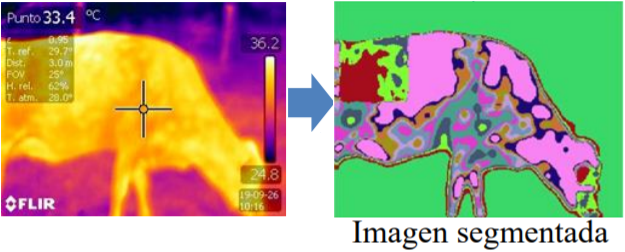 Punto 33.4 °C
ε 0.95
T. ref. 29.7°
Dist. 3.0 m
FOV 25°
H. rel. 62%
T. atm. 28.0°
36.2
24.8
19-09-26
10:16
FLIR
Imagen segmentada